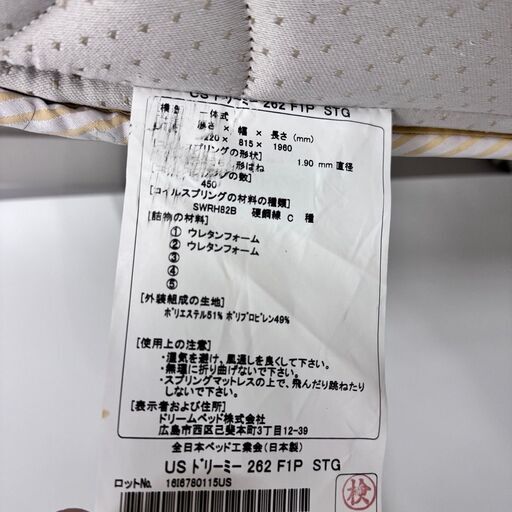 US ドリーミー 262 F1P STG
一体式
厚さ × 幅 × 長さ (mm)
220 × 815 × 1960
リングの形状] 1.90 mm 直径
形ばね
の数]
450
[コイルスプリングの材料の種類]
SWRH82B 硬鋼線 C 種
[詰物の材料]
① ウレタンフォーム
② ウレタンフォーム
③
④
⑤
[外装組成の生地]
ポリエステル51% ポリプロピレン49%
[使用上の注意]
・湿気を避け、風通しを良くして下さい。
・無理に折り曲げないで下さい。
・スプリングマットレスの上で、飛んだり跳ねたり
しないで下さい。
[表示者および住所]
ドリームベッド株式会社
広島市西区己斐本町3丁目12-39
全日本ベッド工業会(日本製)
US ドリーミー 262 F1P STG
ロットNo. 16I6780115US
検